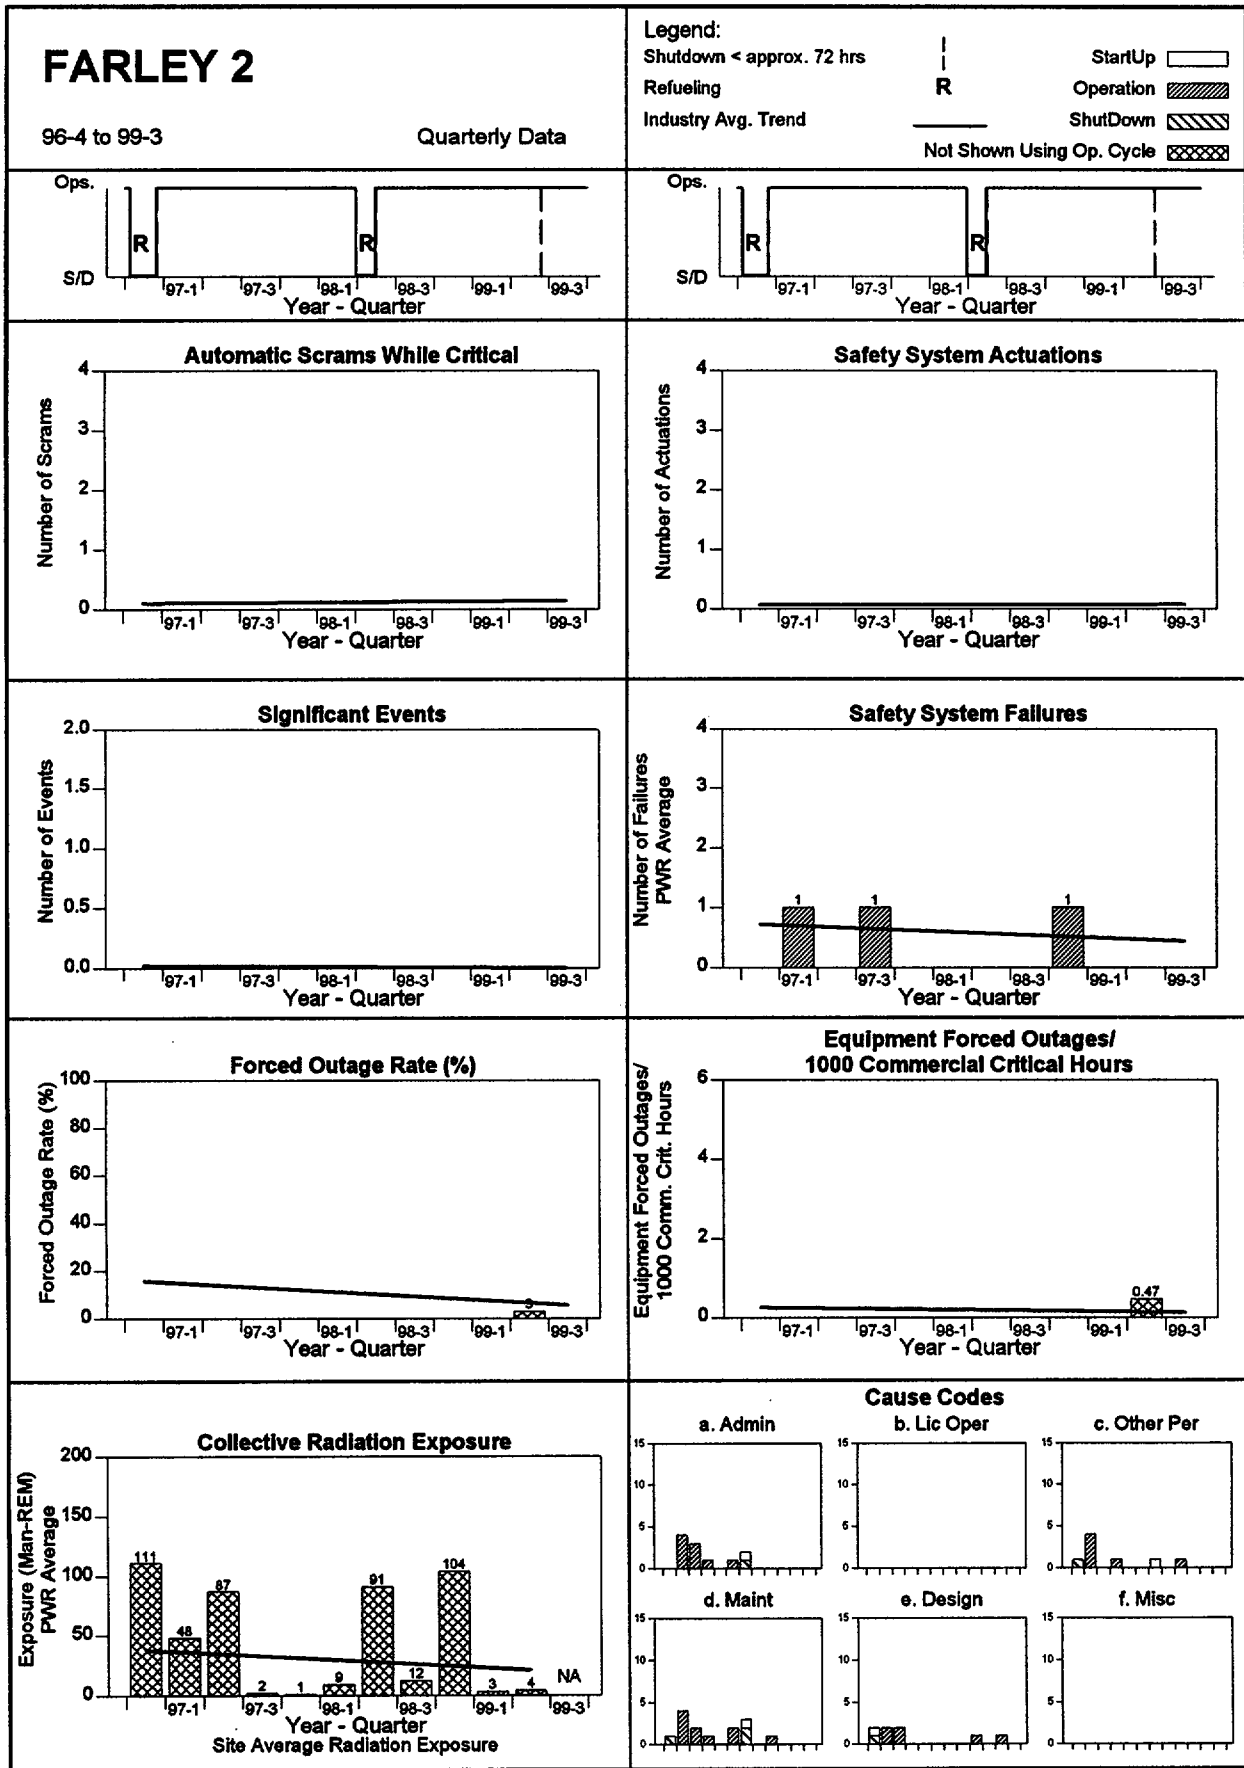 FARLEY 2
96-4 to 99-3 Quarterly Data
Legend:
Shutdown < approx. 72 hrs StartUp
Refueling R Operation
Industry Avg. Trend ShutDown
Not Shown Using Op. Cycle
Ops.
R R
S/D
97-1 97-3 98-1 98-3 99-1 99-3
Year - Quarter
Ops.
R R
S/D
97-1 97-3 98-1 98-3 99-1 99-3
Year - Quarter
Automatic Scrams While Critical
Number of Scrams
4
3
2
1
0
97-1 97-3 98-1 98-3 99-1 99-3
Year - Quarter
Safety System Actuations
Number of Actuations
4
3
2
1
0
97-1 97-3 98-1 98-3 99-1 99-3
Year - Quarter
Significant Events
Number of Events
2.0
1.5
1.0
0.5
0.0
97-1 97-3 98-1 98-3 99-1 99-3
Year - Quarter
Safety System Failures
Number of Failures
PWR Average
4
3
2
1
0
1 1 1
97-1 97-3 98-1 98-3 99-1 99-3
Year - Quarter
Forced Outage Rate (%)
Forced Outage Rate (%)
100
80
60
40
20
0
3
97-1 97-3 98-1 98-3 99-1 99-3
Year - Quarter
Equipment Forced Outages/
1000 Commercial Critical Hours
Equipment Forced Outages/
1000 Comm. Crit. Hours
6
4
2
0
0.47
97-1 97-3 98-1 98-3 99-1 99-3
Year - Quarter
Collective Radiation Exposure
Exposure (Man-REM)
PWR Average
200
150
100
50
0
111 48 87 2 1 9 91 12 104 3 4 NA
97-1 97-3 98-1 98-3 99-1 99-3
Year - Quarter
Site Average Radiation Exposure
Cause Codes
a. Admin
15
10
5
0
b. Lic Oper
15
10
5
0
c. Other Per
15
10
5
0
d. Maint
15
10
5
0
e. Design
15
10
5
0
f. Misc
15
10
5
0